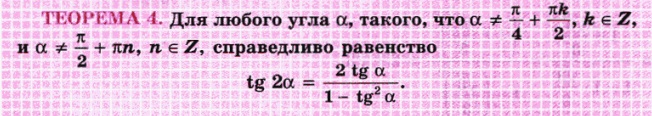 ТЕОРЕМА 4. Для любого угла α, такого, что α ≠ π/4 + πk/2, k ∈ Z,
и α ≠ π/2 + πn, n ∈ Z, справедливо равенство
tg 2α = 2 tg α / (1 − tg² α).